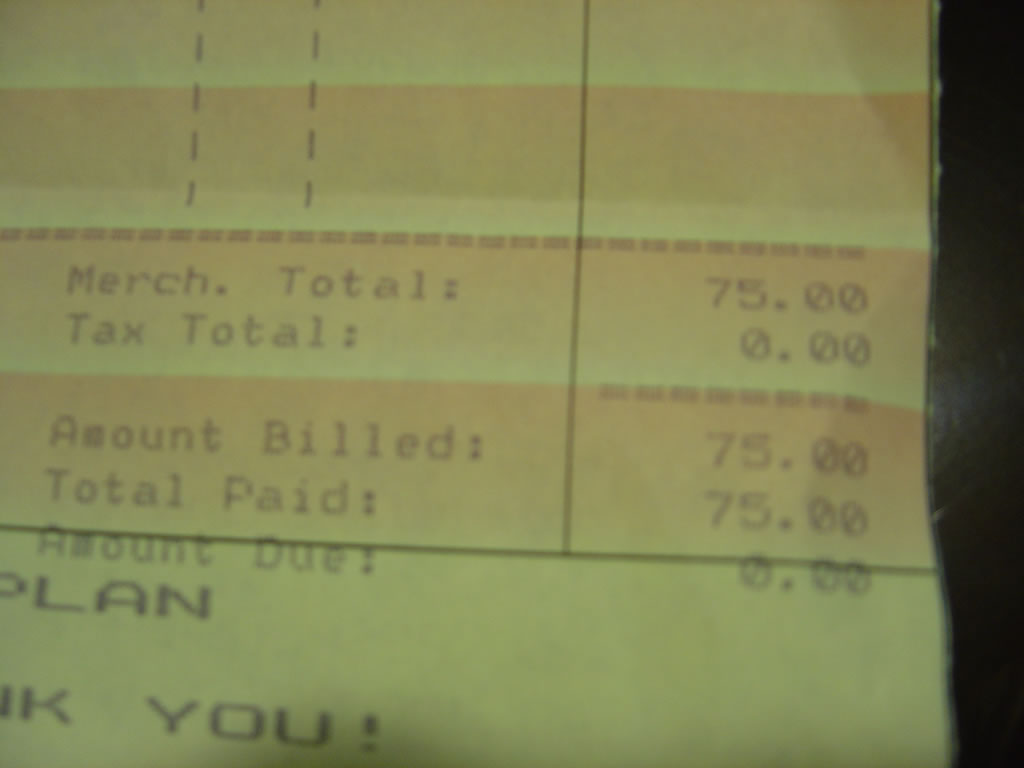 Merch. Total: 75.00
Tax Total: 0.00
Amount Billed: 75.00
Total Paid: 75.00
Amount Due: 0.00
PLAN
NK YOU!